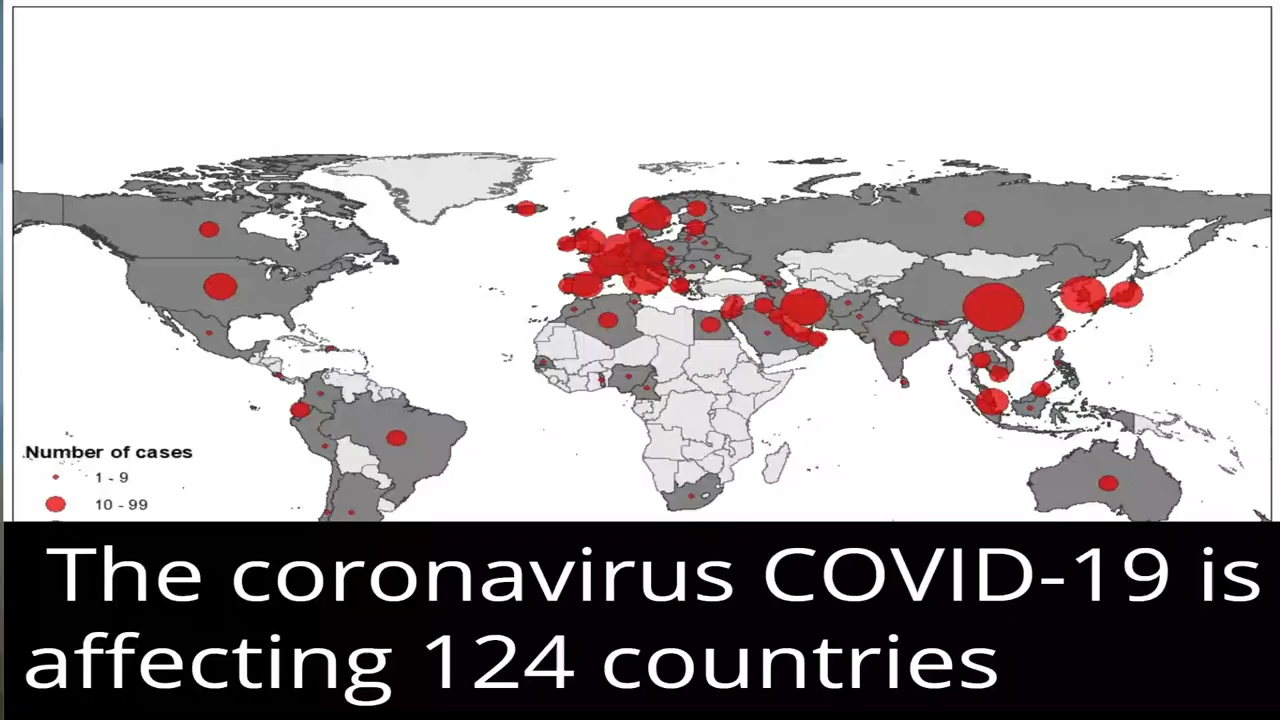 Number of cases
1 - 9
10 - 99
The coronavirus COVID-19 is
affecting 124 countries